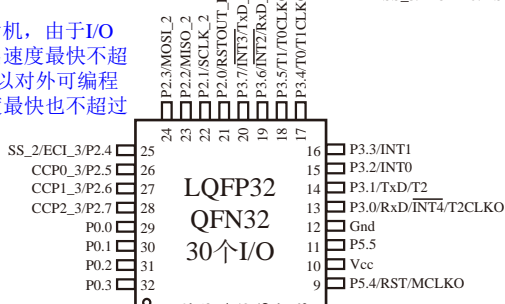 时机，由于I/O
速度最快不超
以对外可编程
度最快也不超过
P2.3/MOSI_2
P2.2/MISO_2
P2.1/SCLK_2
P2.0/RSTOUT_
P3.7/INT3/TxD_
P3.6/INT2/RxD_
P3.5/T1/T0CLK
P3.4/T0/T1CLK
24 23 22 21 20 19 18 17
SS_2/ECI_3/P2.4 25
CCP0_3/P2.5 26
CCP1_3/P2.6 27
CCP2_3/P2.7 28
P0.0 29
P0.1 30
P0.2 31
P0.3 32
LQFP32
QFN32
30个I/O
16 P3.3/INT1
15 P3.2/INT0
14 P3.1/TxD/T2
13 P3.0/RxD/INT4/T2CLKO
12 Gnd
11 P5.5
10 Vcc
9 P5.4/RST/MCLKO